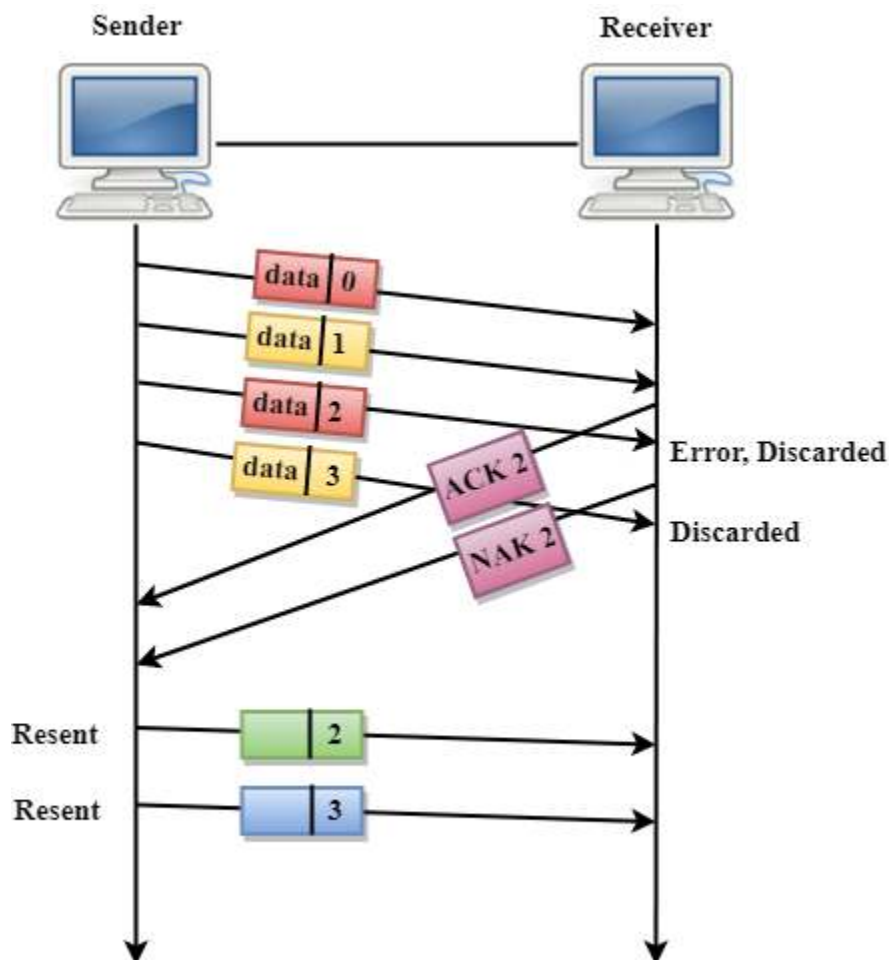 Sender
Receiver
data 0
data 1
data 2
data 3
ACK 2
Error, Discarded
NAK 2
Discarded
Resent 2
Resent 3